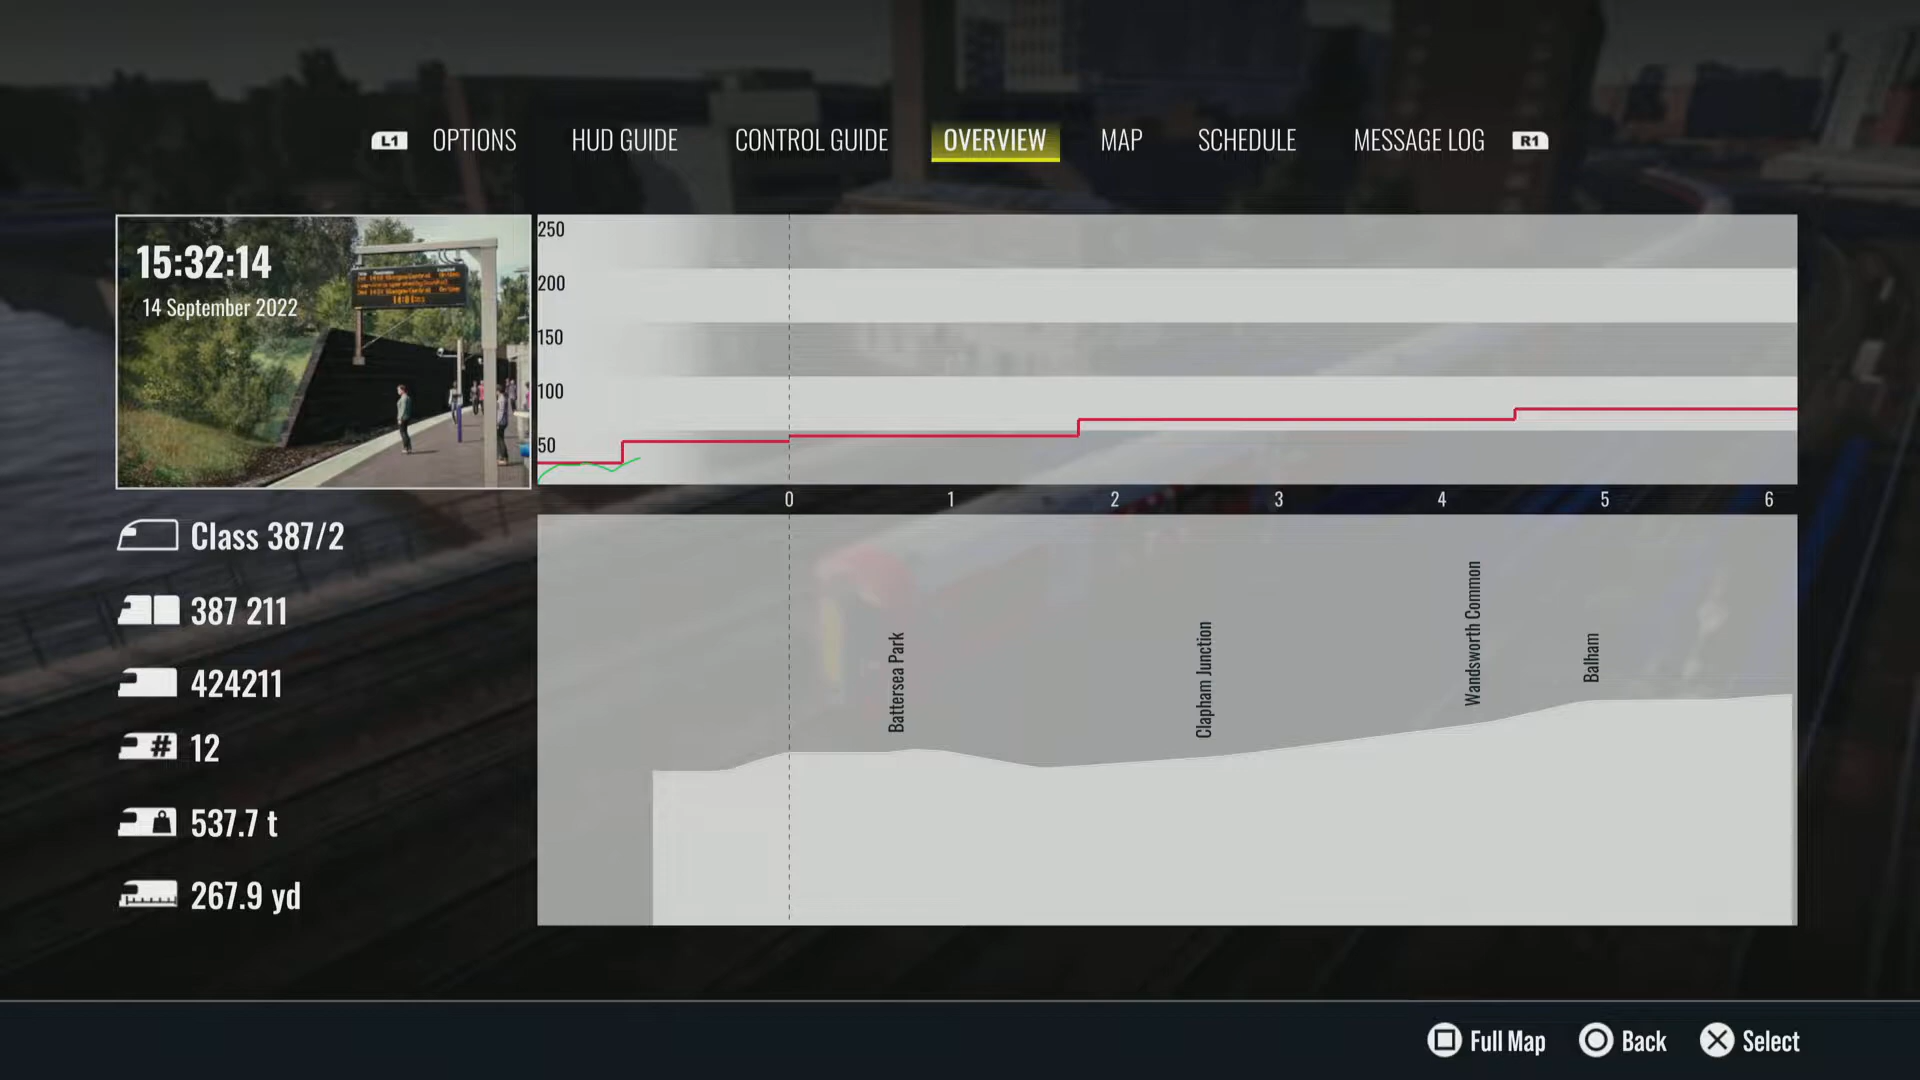 L1 OPTIONS HUD GUIDE CONTROL GUIDE OVERVIEW MAP SCHEDULE MESSAGE LOG R1
15:32:14
14 September 2022
250
200
150
100
50
0 1 2 3 4 5 6
Class 387/2
387 211
424211
# 12
537.7 t
267.9 yd
Battersea Park
Clapham Junction
Wandsworth Common
Balham
Full Map Back Select